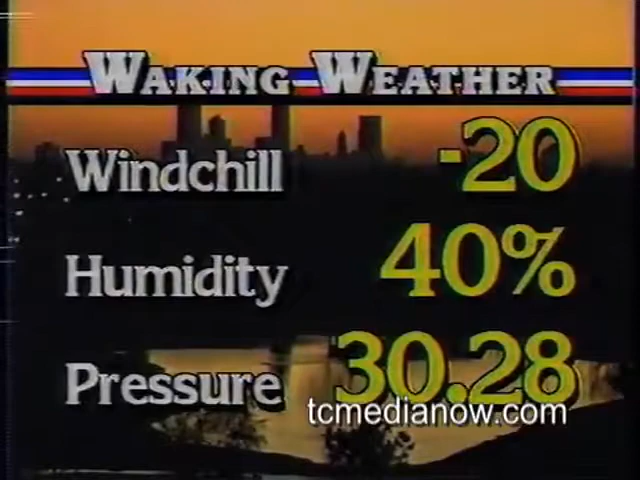 WAKING WEATHER
Windchill -20
Humidity 40%
Pressure 30.28
tcmedianow.com